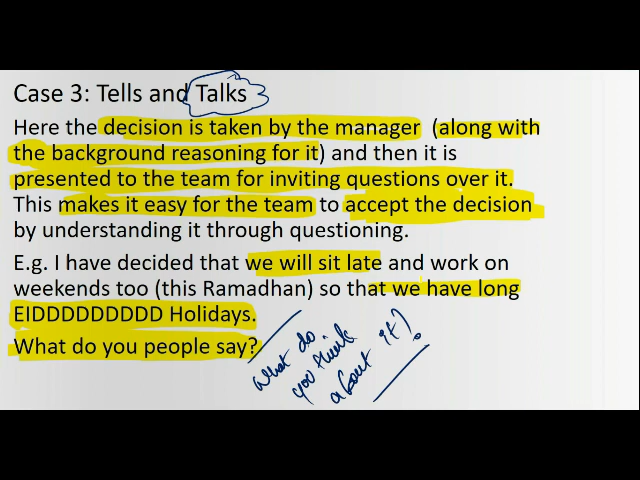 Case 3: Tells and Talks
Here the decision is taken by the manager (along with
the background reasoning for it) and then it is
presented to the team for inviting questions over it.
This makes it easy for the team to accept the decision
by understanding it through questioning.
E.g. I have decided that we will sit late and work on
weekends too (this Ramadhan) so that we have long
EIDDDDDDDDD Holidays.
What do you people say?
what do
you think
about it?